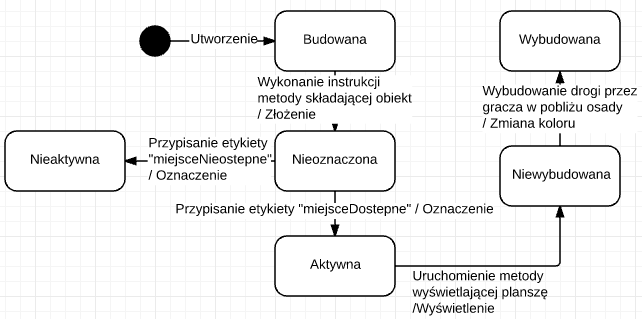 Utworzenie
Budowana
Wybudowana
Wykonanie instrukcji
metody składającej obiekt
/ Złożenie
Wybudowanie drogi przez
gracza w pobliżu osady
/ Zmiana koloru
Przypisanie etykiety
"miejsceNieostepne"
/ Oznaczenie
Nieaktywna
Nieoznaczona
Niewybudowana
Przypisanie etykiety "miejsceDostepne" / Oznaczenie
Aktywna
Uruchomienie metody
wyświetlającej planszę
/Wyświetlenie